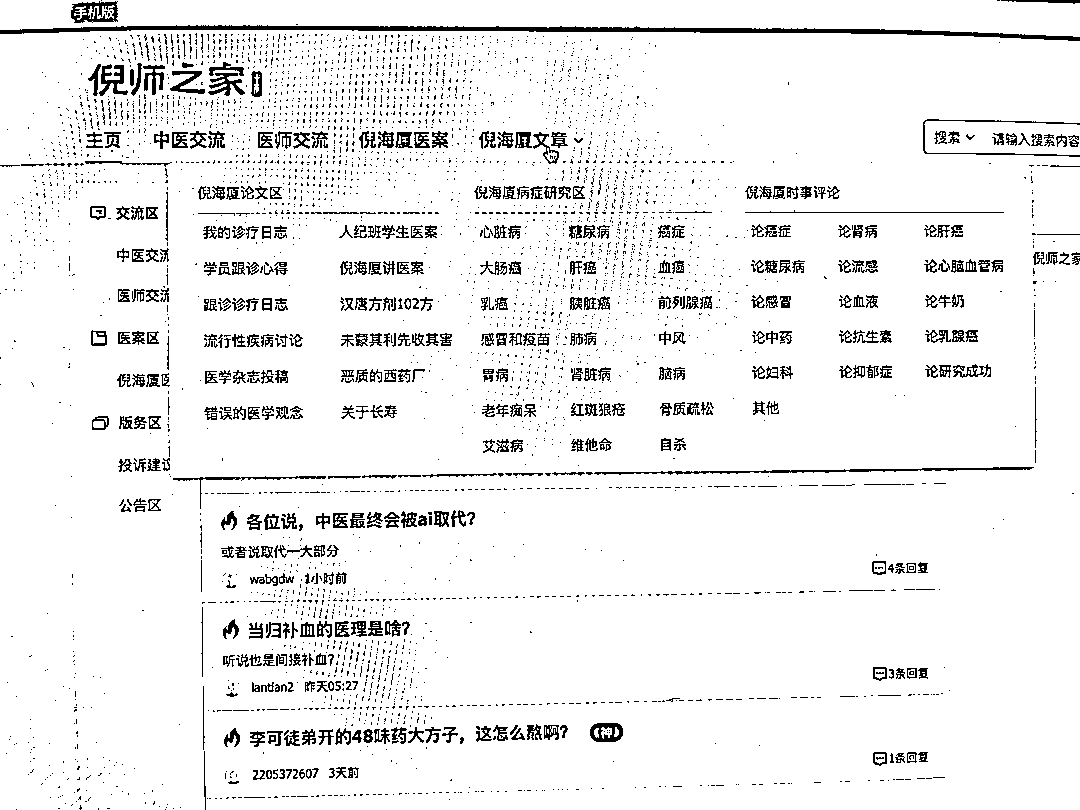 手机版
倪师之家
主页 中医交流 医师交流 倪海厦医案 倪海厦文章
搜索 请输入搜索内容
倪海厦论文区 倪海厦病症研究区 倪海厦时事评论
交流区 我的诊疗日志 人纪班学生医案 心脏病 糖尿病 癌症 论癌症 论肾病 论肝癌
中医交流 学员跟诊心得 倪海厦讲医案 大肠癌 肝癌 血癌 论糖尿病 论流感 论心脑血管病 倪师之家
医师交流 跟诊诊疗日志 汉唐方剂102方 乳癌 胰脏癌 前列腺癌 论感冒 论血液 论牛奶
医案区 流行性疾病讨论 未蒙其利先收其害 感冒和疫苗 肺病 中风 论中药 论抗生素 论乳腺癌
倪海厦医 医学杂志投稿 恶质的西药厂 胃病 肾脏病 脑病 论妇科 论抑郁症 论研究成功
版务区 错误的医学观念 关于长寿 老年痴呆 红斑狼疮 骨质疏松 其他
投诉建议 艾滋病 维他命 自杀
公告区
各位说，中医最终会被ai取代？
或者说取代一大部分
wabgdw 1小时前 4条回复
当归补血的医理是啥？
听说也是间接补血？
lantian2 昨天05:27 3条回复
李可徒弟开的48味药大方子，这怎么熬啊？ 《神》
2205372607 3天前 1条回复